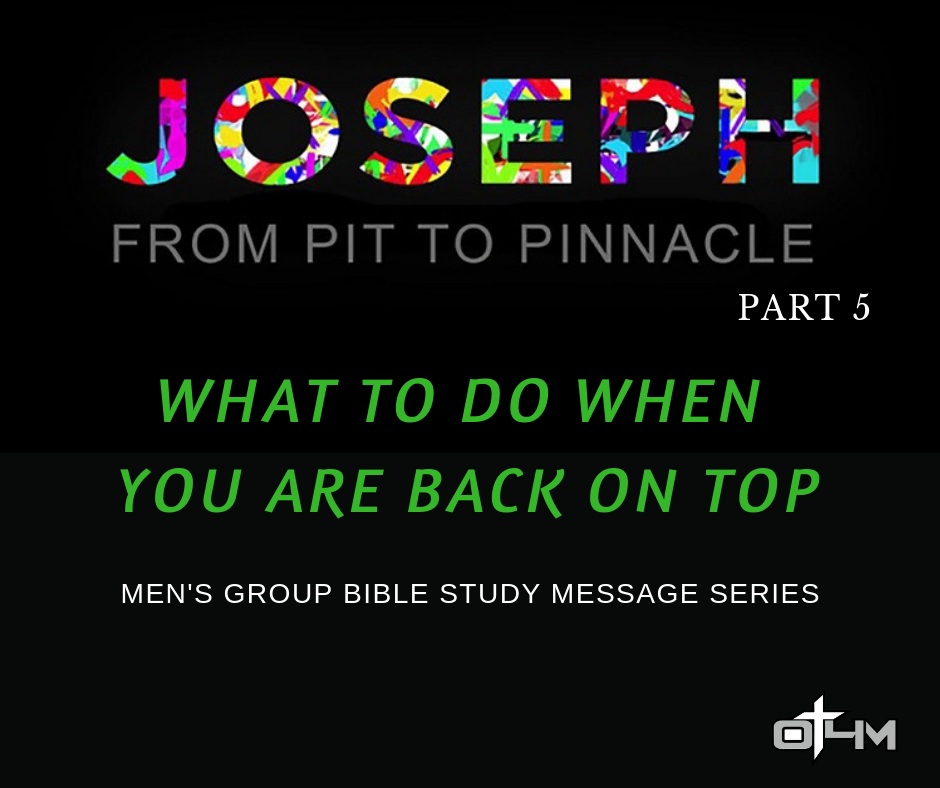 JOSEPH
FROM PIT TO PINNACLE
PART 5
WHAT TO DO WHEN
YOU ARE BACK ON TOP
MEN'S GROUP BIBLE STUDY MESSAGE SERIES
OT4M